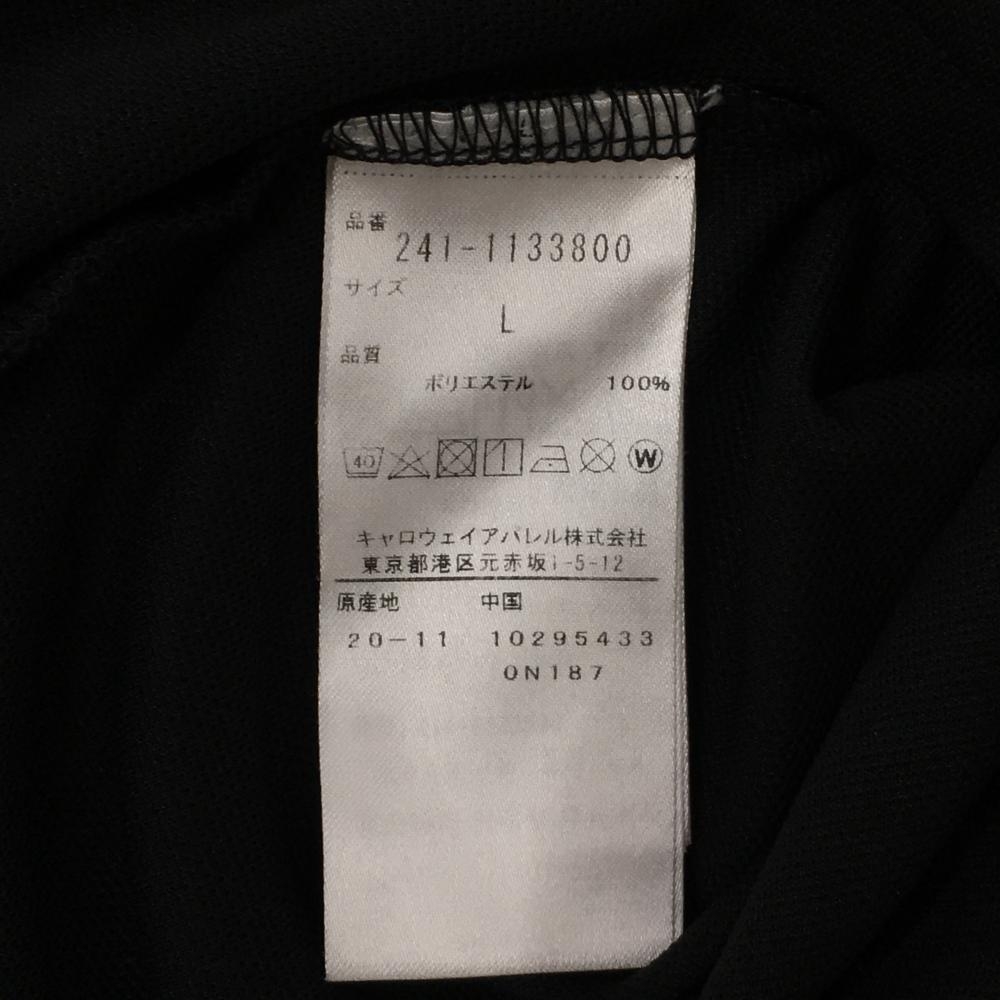 品番
241-1133800
サイズ
L
品質
ポリエステル 100%
40 W
キャロウェイアパレル株式会社
東京都港区元赤坂1-5-12
原産地 中国
20-11 10295433
0N187